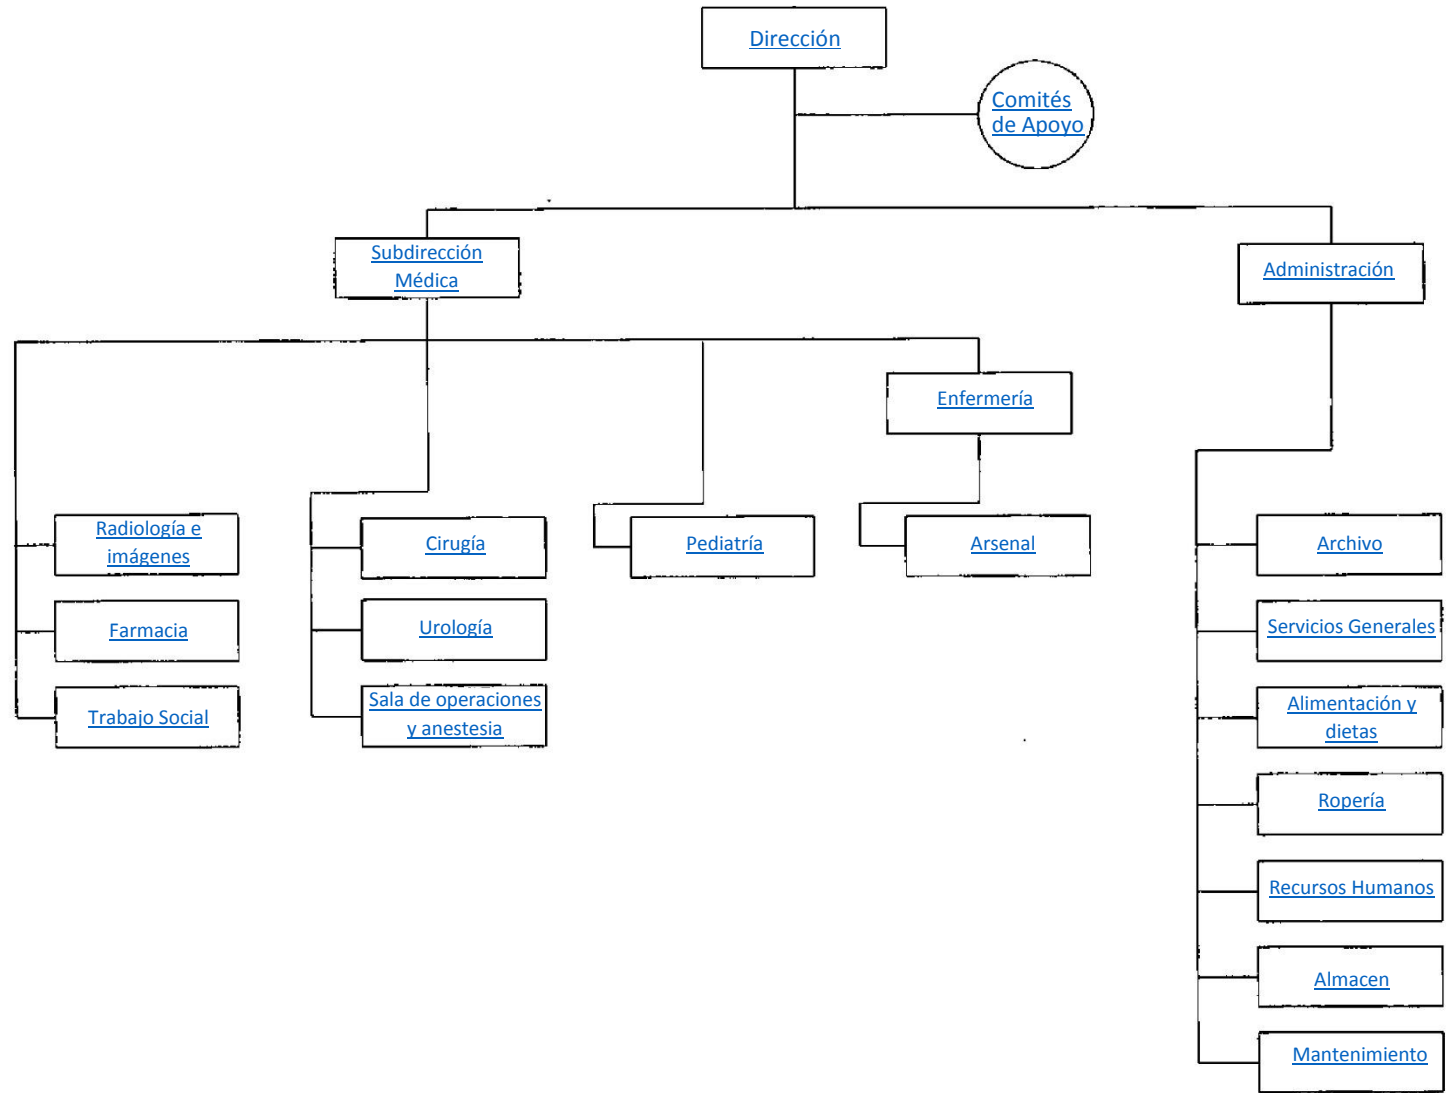 Dirección
Comités
de Apoyo
Subdirección
Médica
Administración
Enfermería
Radiología e
imágenes
Cirugía
Pediatría
Arsenal
Archivo
Farmacia
Urología
Servicios Generales
Trabajo Social
Sala de operaciones
y anestesia
Alimentación y
dietas
Ropería
Recursos Humanos
Almacen
Mantenimiento